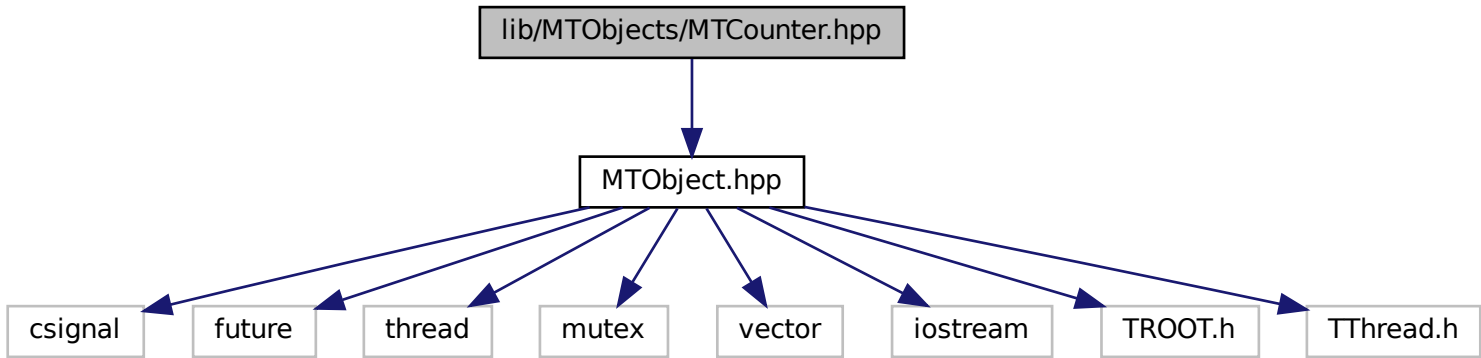 lib/MTObjects/MTCounter.hpp
MTObject.hpp
csignal
future
thread
mutex
vector
iostream
TROOT.h
TThread.h